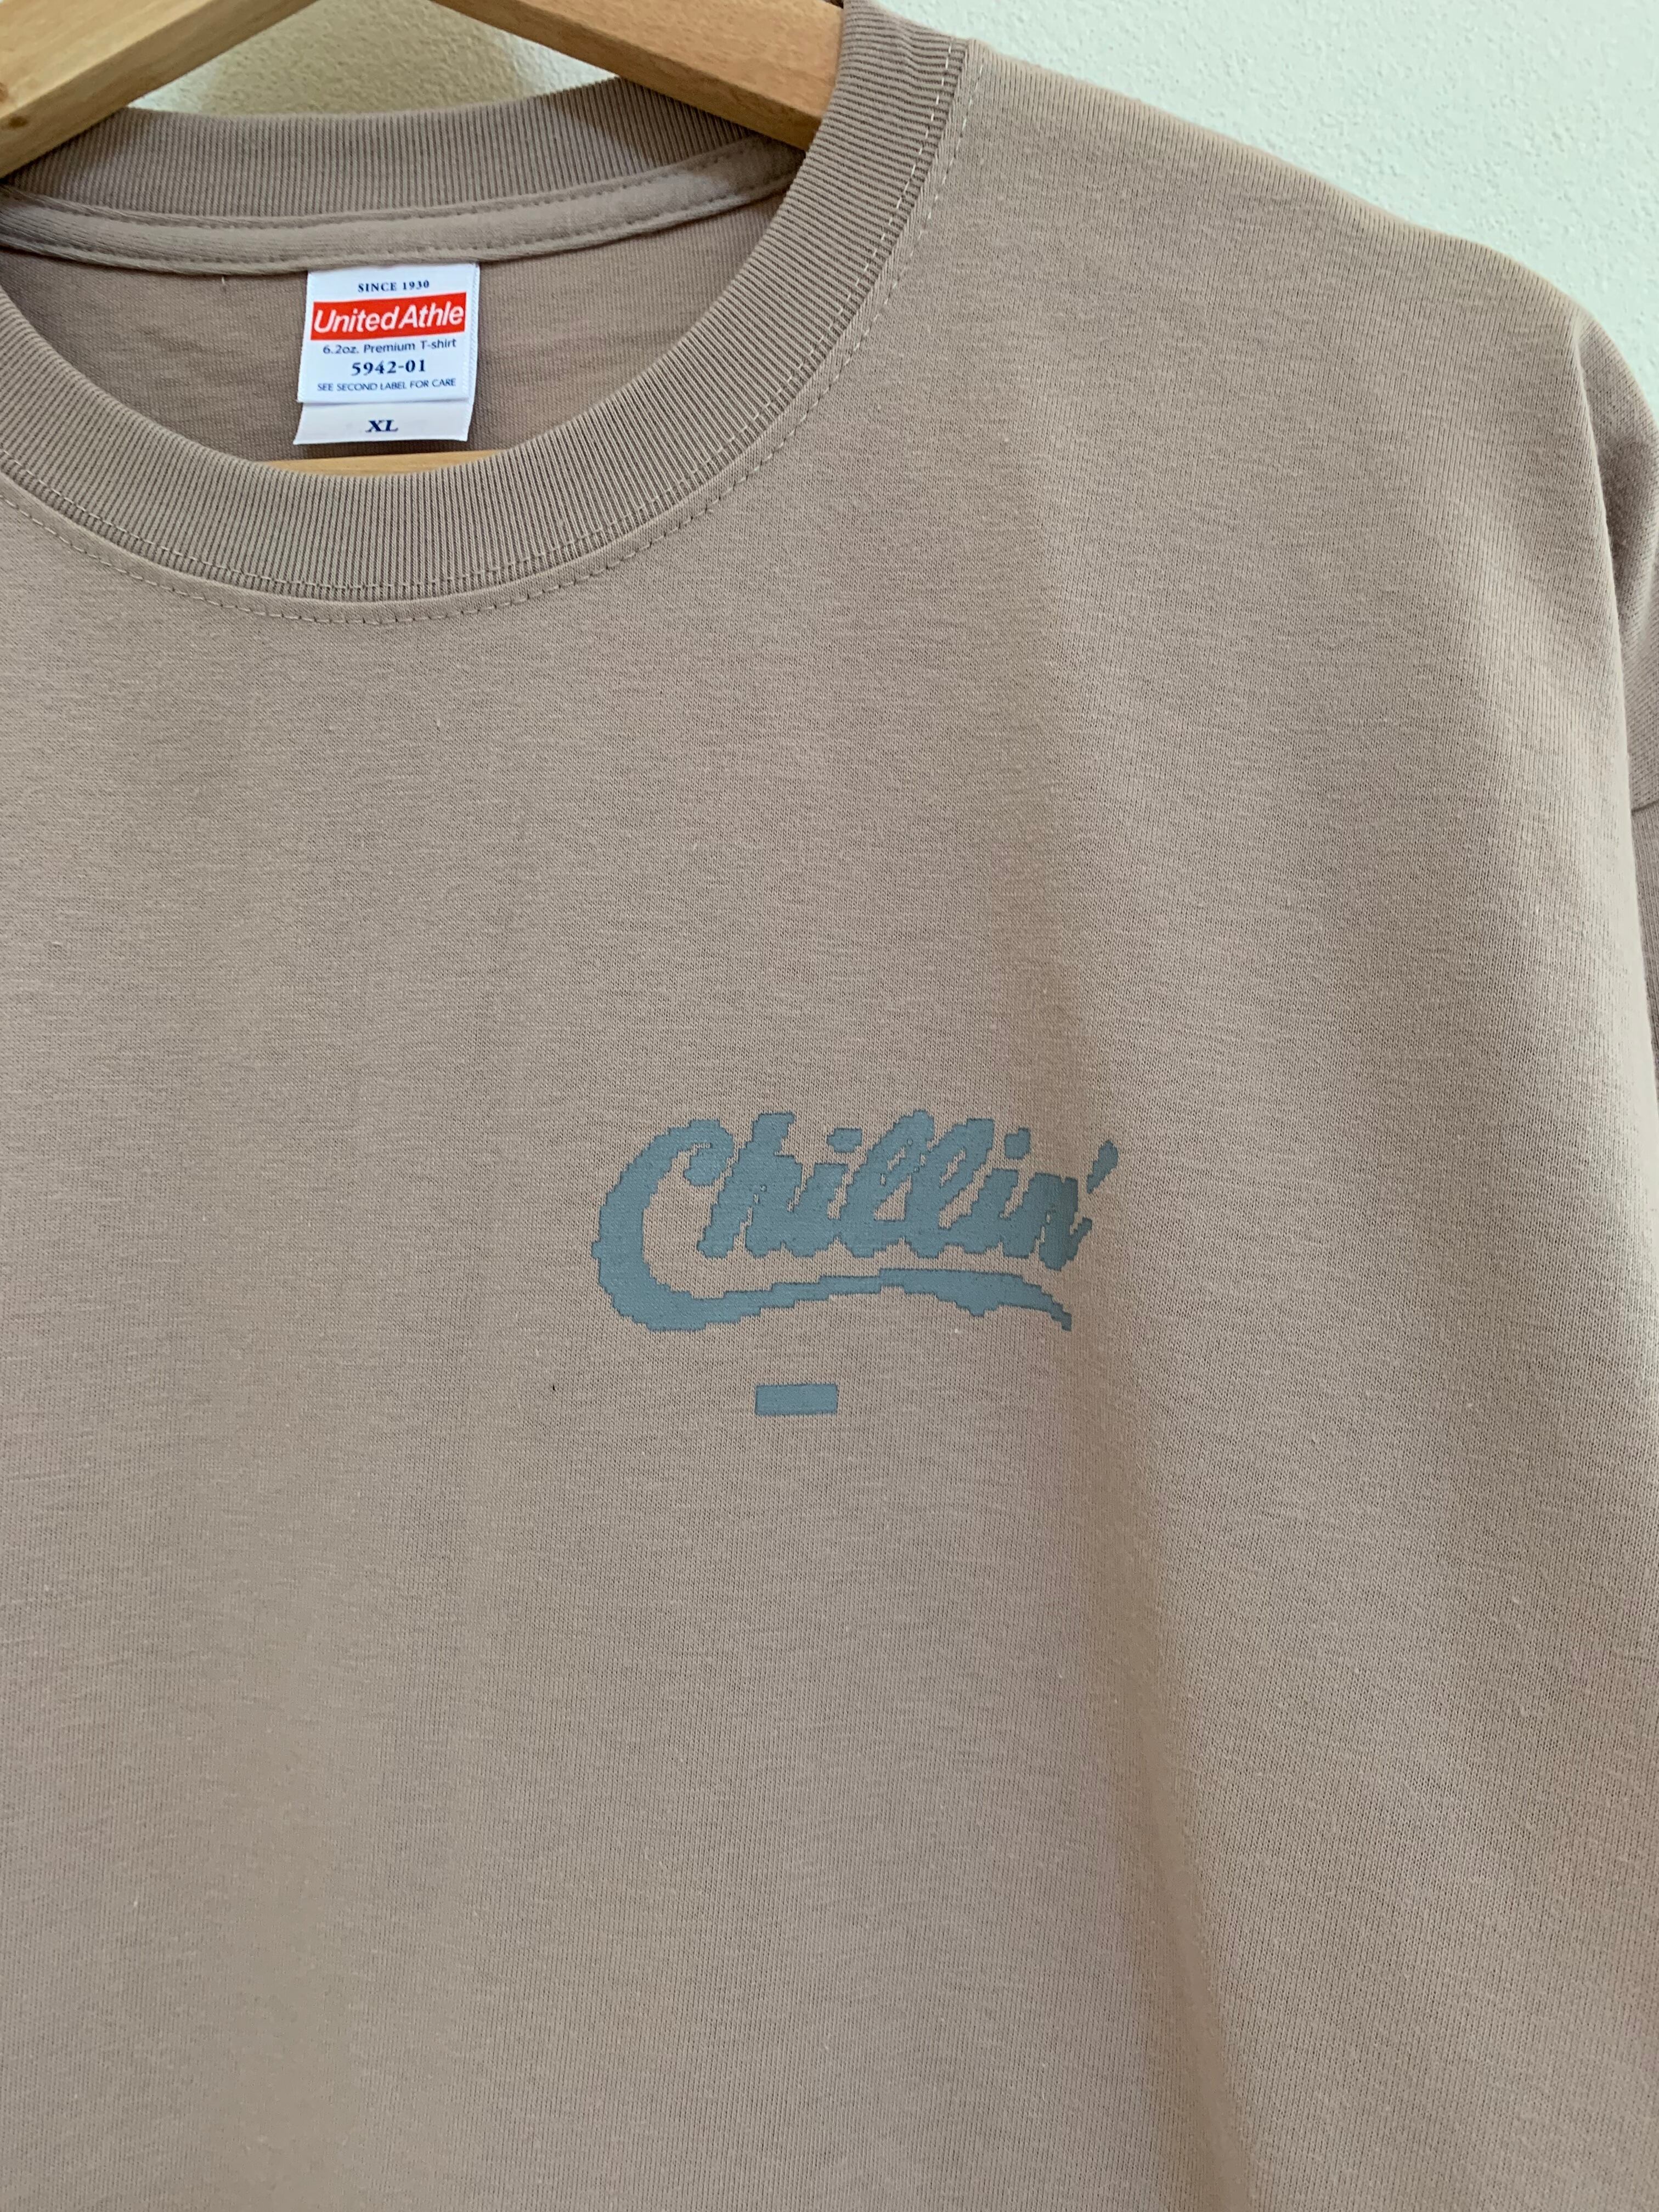 SINCE 1930
United Athle
6.2oz. Premium T-shirt
5942-01
SEE SECOND LABEL FOR CARE
XL
Chillin'